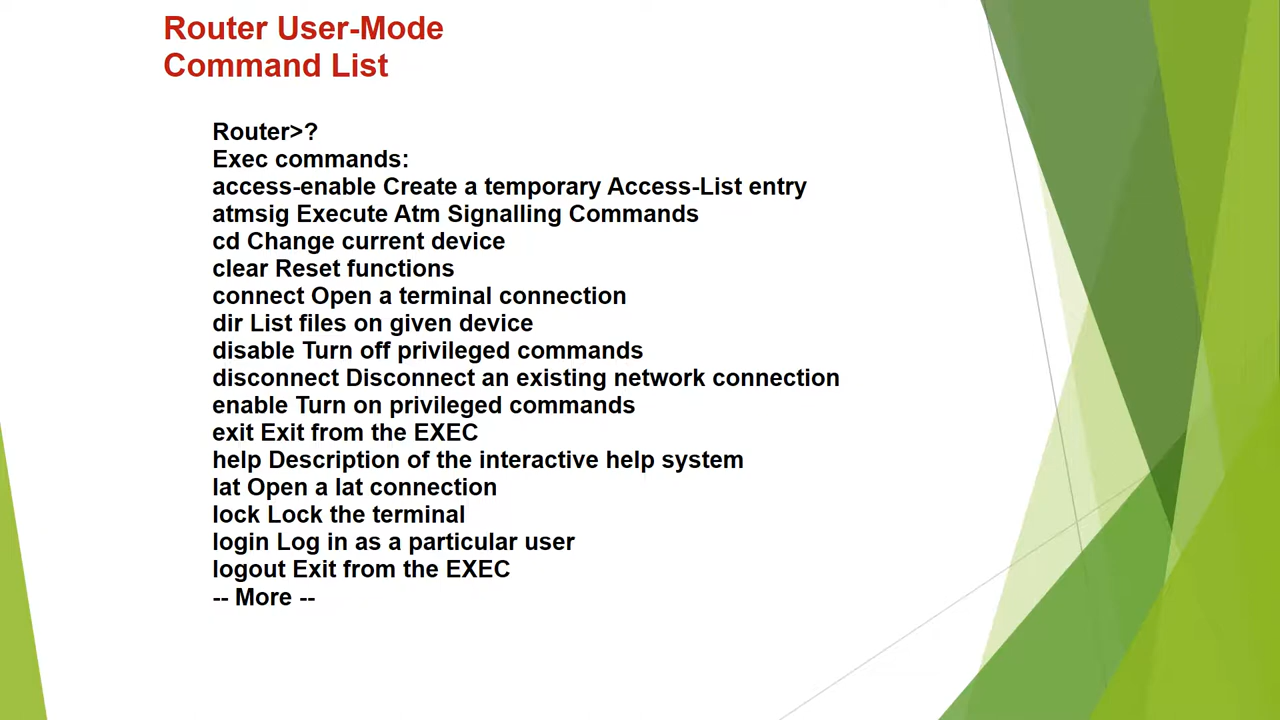 Router User-Mode
Command List
Router>?
Exec commands:
access-enable Create a temporary Access-List entry
atmsig Execute Atm Signalling Commands
cd Change current device
clear Reset functions
connect Open a terminal connection
dir List files on given device
disable Turn off privileged commands
disconnect Disconnect an existing network connection
enable Turn on privileged commands
exit Exit from the EXEC
help Description of the interactive help system
lat Open a lat connection
lock Lock the terminal
login Log in as a particular user
logout Exit from the EXEC
-- More --